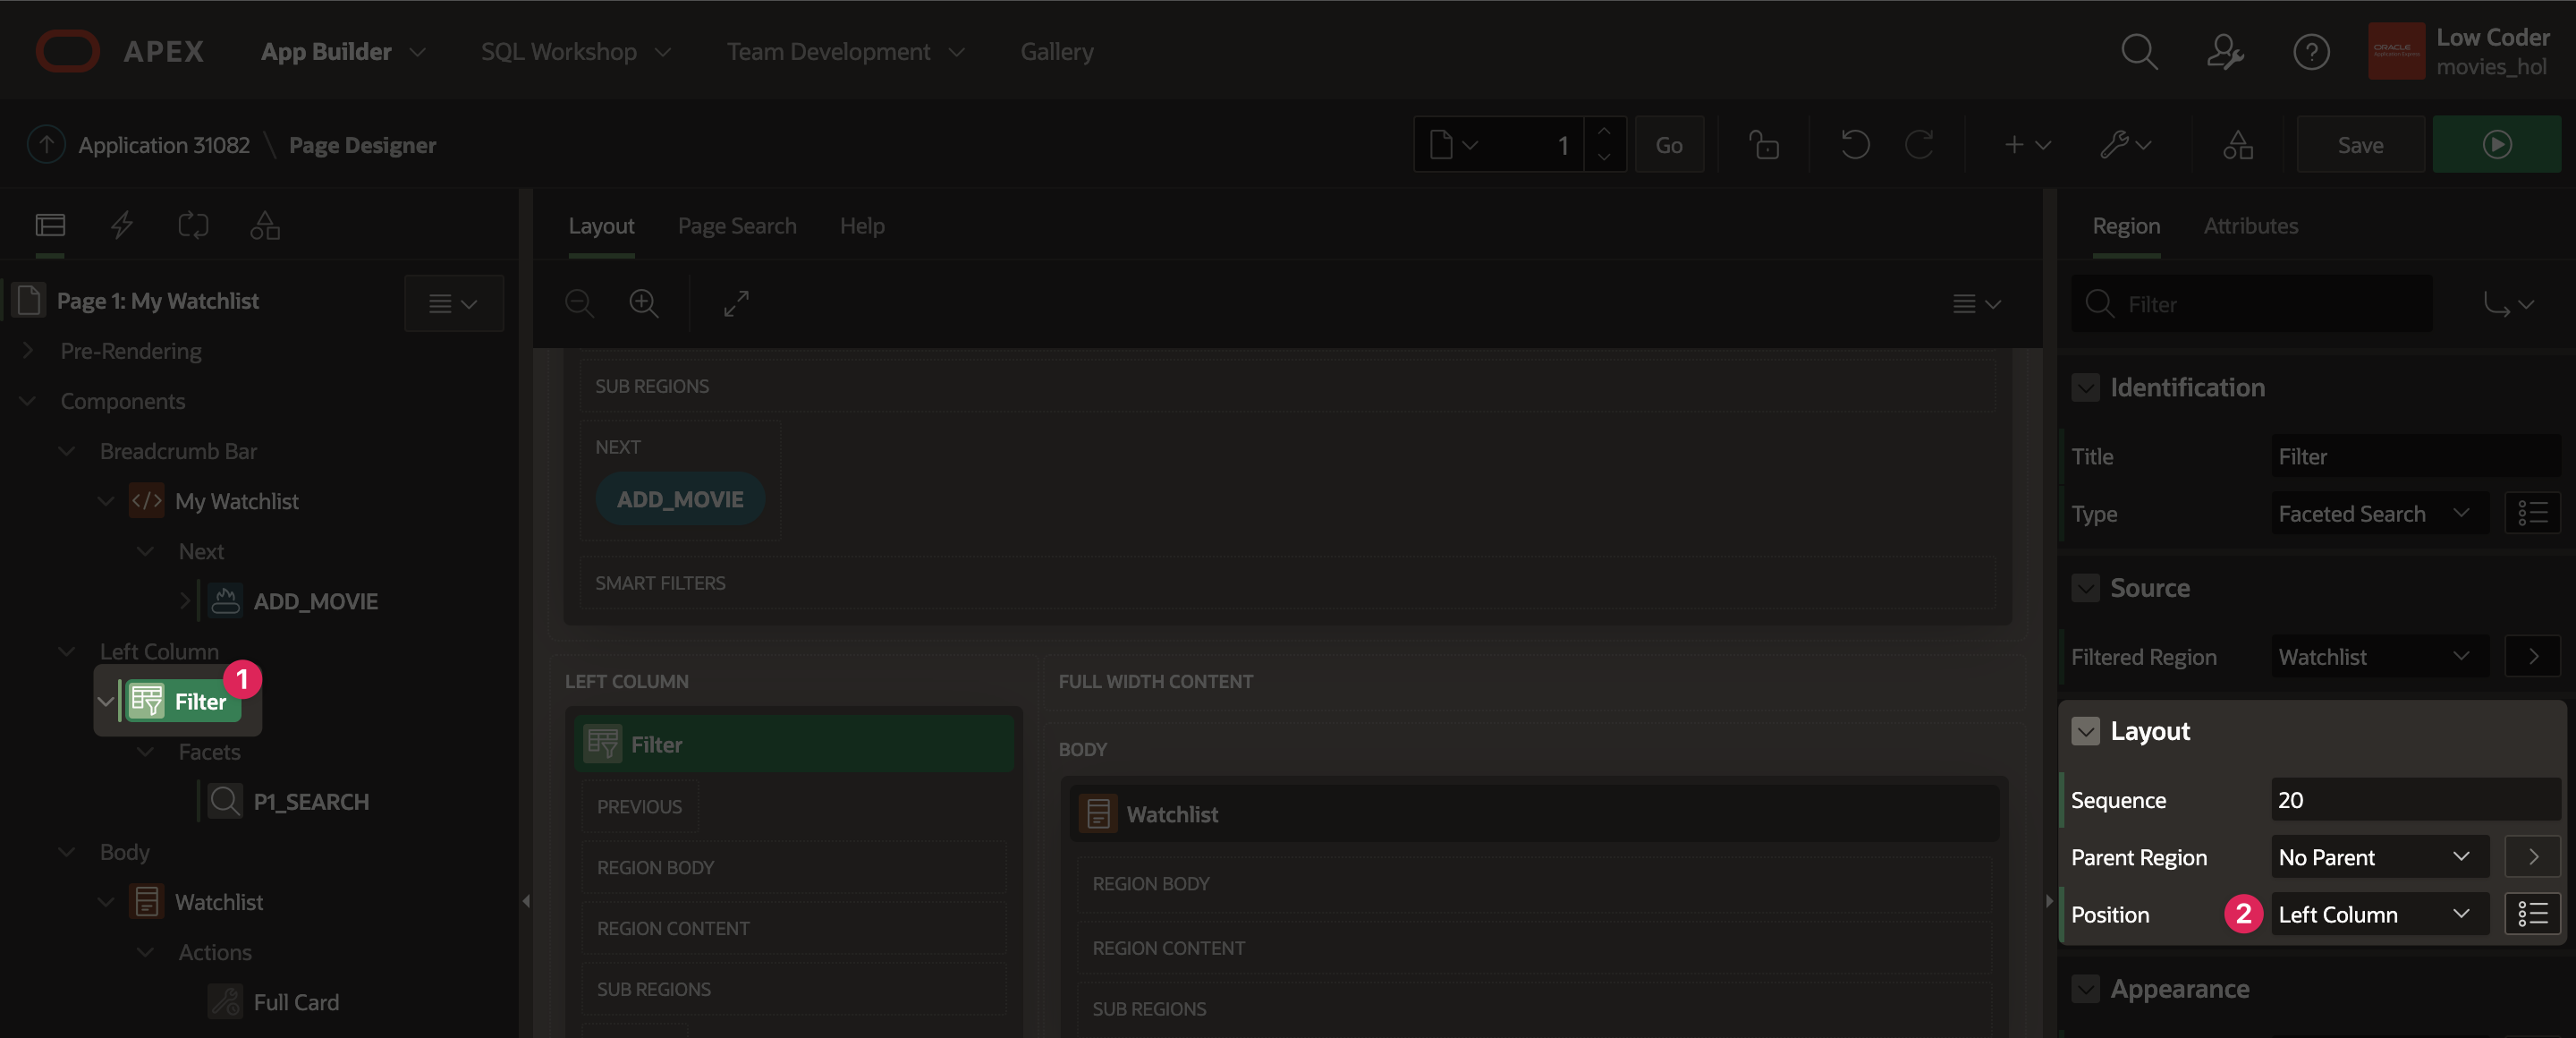 APEX App Builder SQL Workshop Team Development Gallery
ORACLE
Low Coder
movies_hol
Application 31082 \ Page Designer
1 Go Save
Layout Page Search Help
Region Attributes
Page 1: My Watchlist
Filter
Pre-Rendering
Components
Breadcrumb Bar
My Watchlist
Next
ADD_MOVIE
Left Column
Filter
1
Facets
P1_SEARCH
Body
Watchlist
Actions
Full Card
SUB REGIONS
NEXT
ADD_MOVIE
SMART FILTERS
LEFT COLUMN
Filter
PREVIOUS
REGION BODY
REGION CONTENT
SUB REGIONS
FULL WIDTH CONTENT
BODY
Watchlist
REGION BODY
REGION CONTENT
SUB REGIONS
Identification
Title Filter
Type Faceted Search
Source
Filtered Region Watchlist
Layout
Sequence 20
Parent Region No Parent
Position 2 Left Column
Appearance